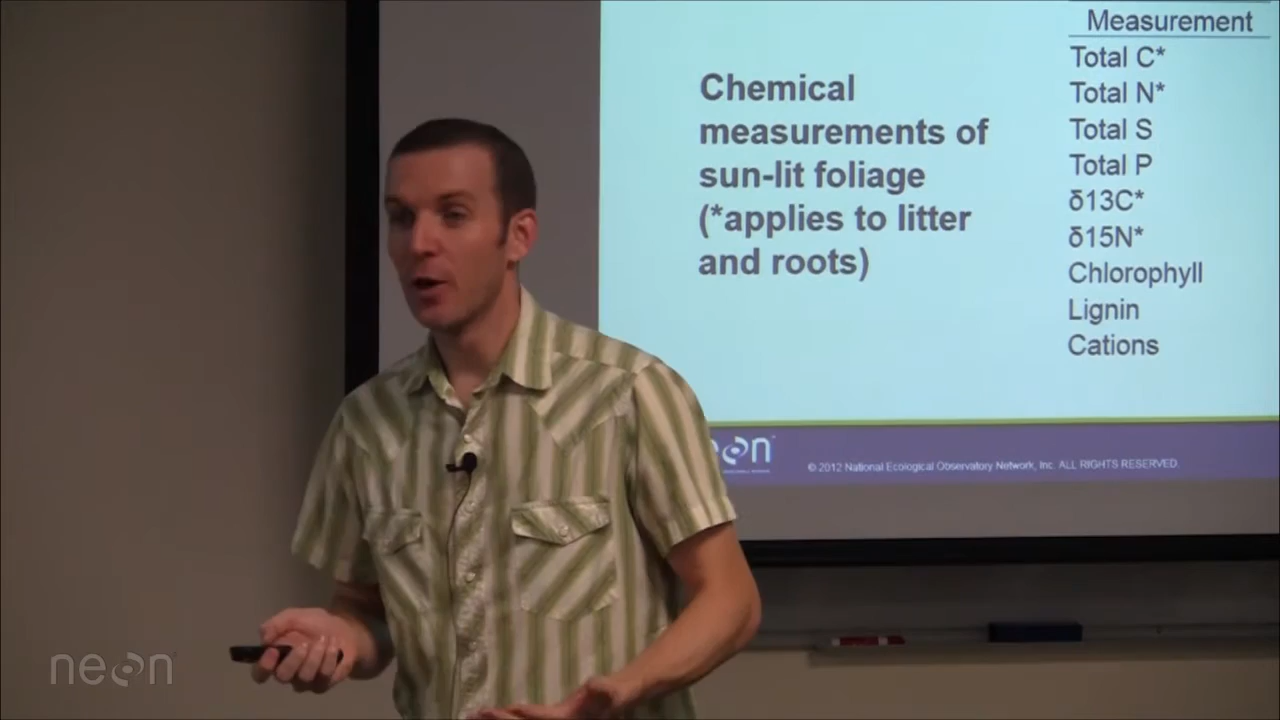 Chemical
measurements of
sun-lit foliage
(*applies to litter
and roots)
Measurement
Total C*
Total N*
Total S
Total P
δ13C*
δ15N*
Chlorophyll
Lignin
Cations
neon
© 2012 National Ecological Observatory Network, Inc. ALL RIGHTS RESERVED.
neon